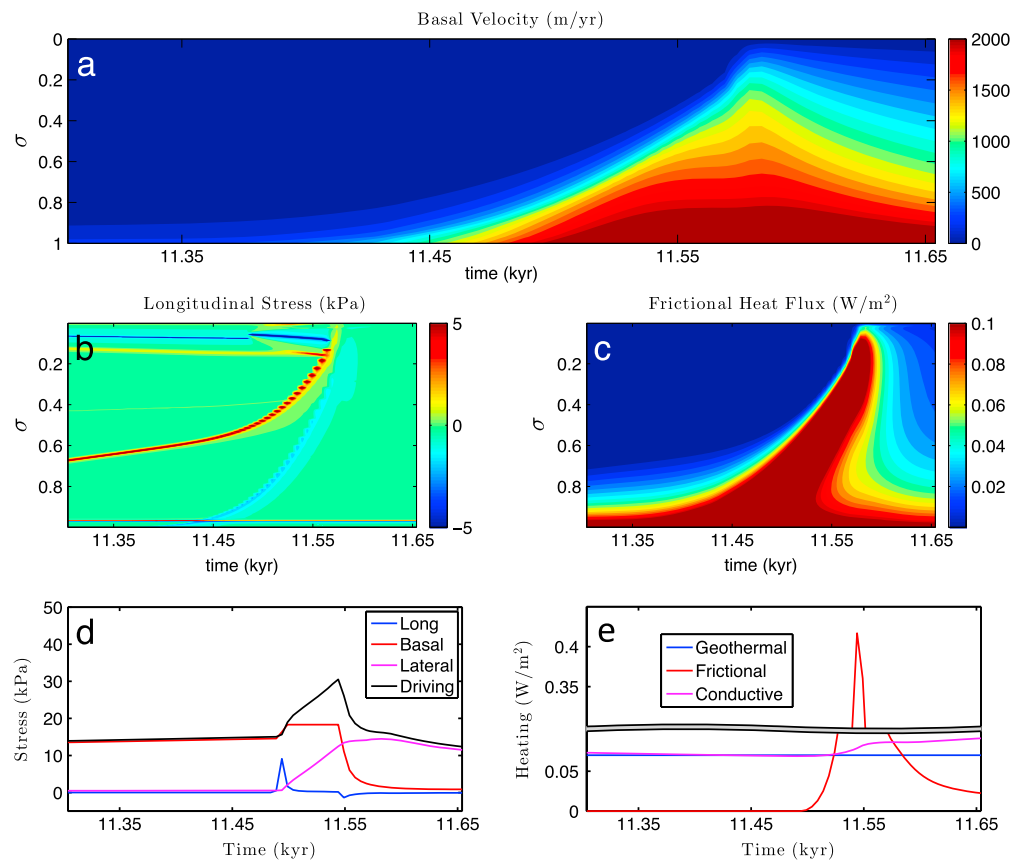 Basal Velocity (m/yr)
a
σ
0
0.2
0.4
0.6
0.8
1
11.35
11.45
11.55
11.65
time (kyr)
2000
1500
1000
500
0
Longitudinal Stress (kPa)
b
0.2
0.4
0.6
0.8
11.35
11.45
11.55
11.65
time (kyr)
5
0
−5
Frictional Heat Flux (W/m²)
c
σ
0.2
0.4
0.6
0.8
11.35
11.45
11.55
11.65
time (kyr)
0.1
0.08
0.06
0.04
0.02
d
Stress (kPa)
50
40
30
20
10
0
Long
Basal
Lateral
Driving
11.35
11.45
11.55
11.65
Time (kyr)
e
Heating (W/m²)
0.4
0.35
0.05
0
Geothermal
Frictional
Conductive
11.35
11.45
11.55
11.65
Time (kyr)